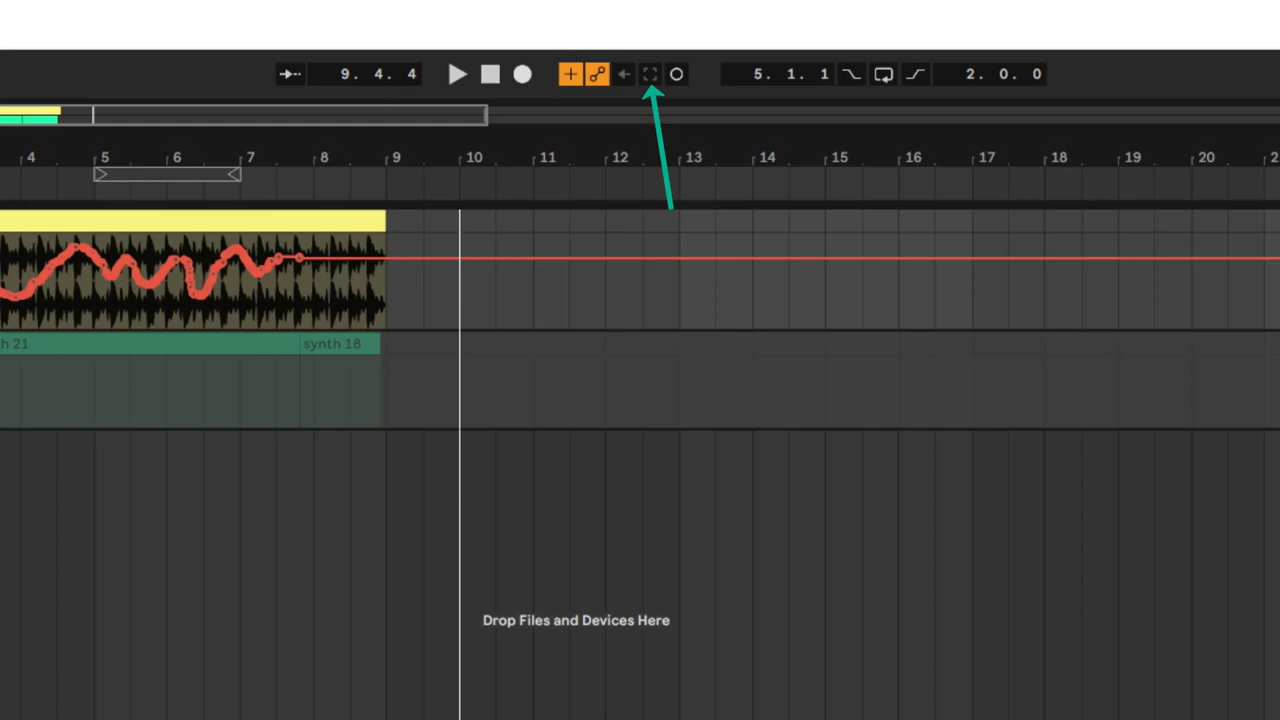 9. 4. 4
5. 1. 1
2. 0. 0
4 5 6 7 8 9 10 11 12 13 14 15 16 17 18 19 20 2
h 21
synth 18
Drop Files and Devices Here